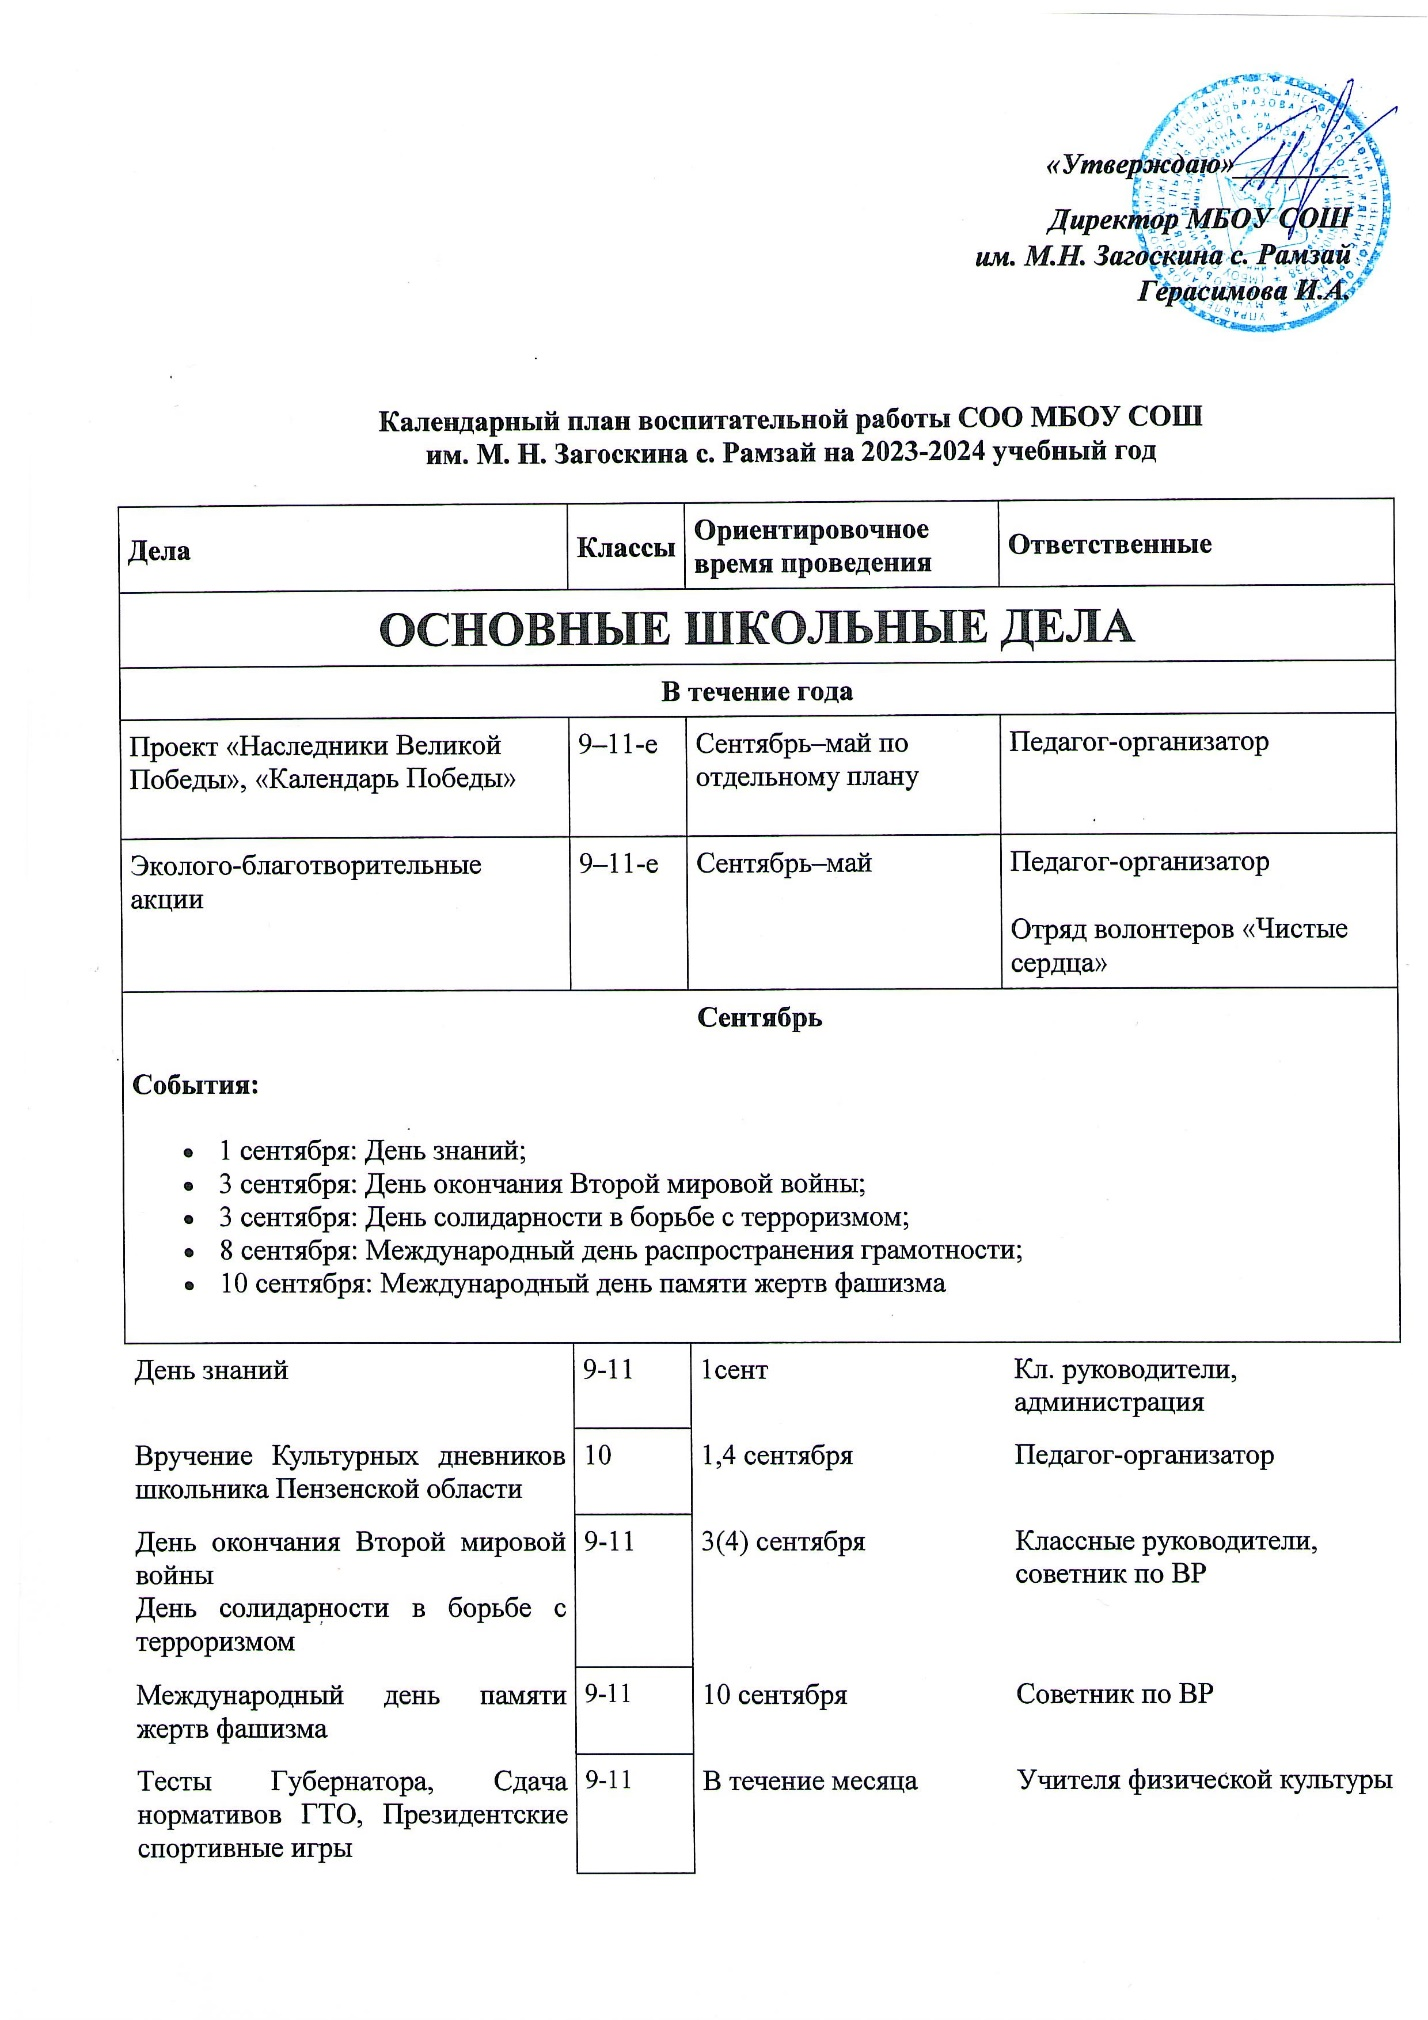 «Утверждаю»________
Директор МБОУ СОШ
им. М.Н. Загоскина с. Рамзай
Герасимова И.А.
Календарный план воспитательной работы СОО МБОУ СОШ
им. М. Н. Загоскина с. Рамзай на 2023-2024 учебный год
Дела
Классы
Ориентировочное
время проведения
Ответственные
ОСНОВНЫЕ ШКОЛЬНЫЕ ДЕЛА
В течение года
Проект «Наследники Великой
Победы», «Календарь Победы»
9–11-е
Сентябрь–май по
отдельному плану
Педагог-организатор
Эколого-благотворительные
акции
9–11-е
Сентябрь–май
Педагог-организатор
Отряд волонтеров «Чистые
сердца»
Сентябрь
События:
• 1 сентября: День знаний;
• 3 сентября: День окончания Второй мировой войны;
• 3 сентября: День солидарности в борьбе с терроризмом;
• 8 сентября: Международный день распространения грамотности;
• 10 сентября: Международный день памяти жертв фашизма
День знаний
9-11
1сент
Кл. руководители,
администрация
Вручение Культурных дневников
школьника Пензенской области
10
1,4 сентября
Педагог-организатор
День окончания Второй мировой
войны
День солидарности в борьбе с
терроризмом
9-11
3(4) сентября
Классные руководители,
советник по ВР
Международный день памяти
жертв фашизма
9-11
10 сентября
Советник по ВР
Тесты Губернатора, Сдача
нормативов ГТО, Президентские
спортивные игры
9-11
В течение месяца
Учителя физической культуры